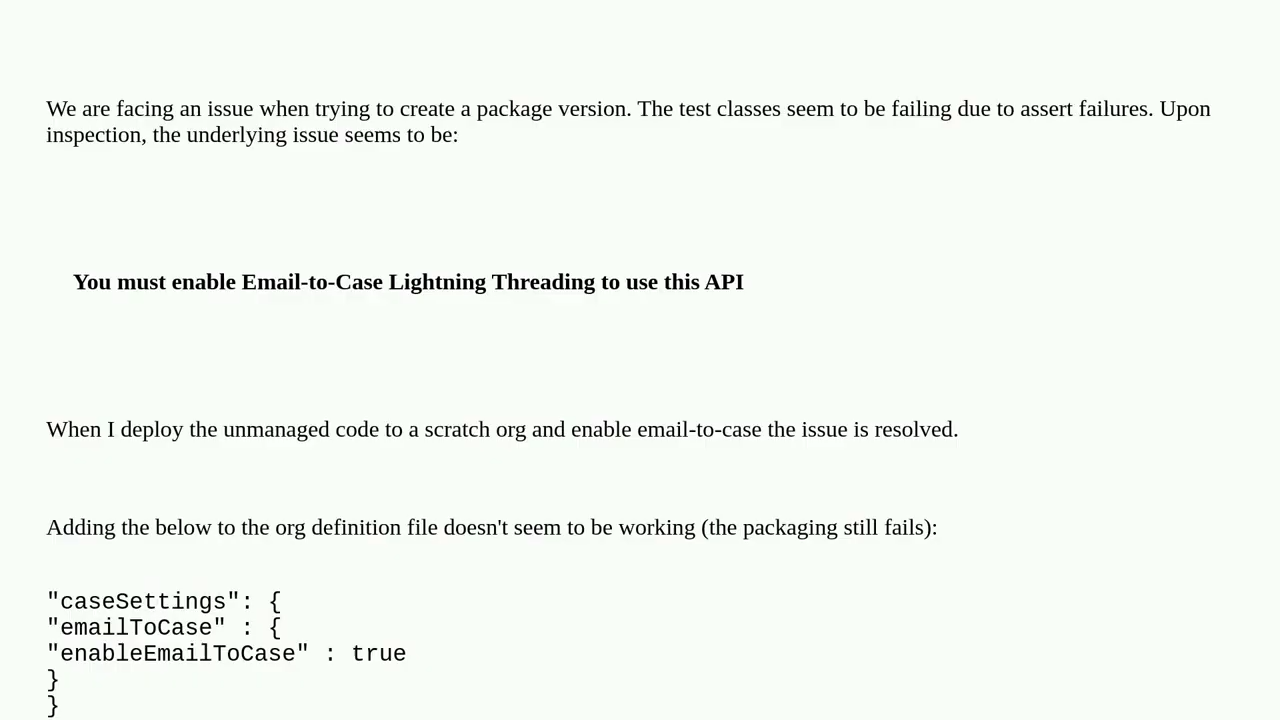 We are facing an issue when trying to create a package version. The test classes seem to be failing due to assert failures. Upon
inspection, the underlying issue seems to be:
You must enable Email-to-Case Lightning Threading to use this API
When I deploy the unmanaged code to a scratch org and enable email-to-case the issue is resolved.
Adding the below to the org definition file doesn't seem to be working (the packaging still fails):
"caseSettings": {
"emailToCase" : {
"enableEmailToCase" : true
}
}